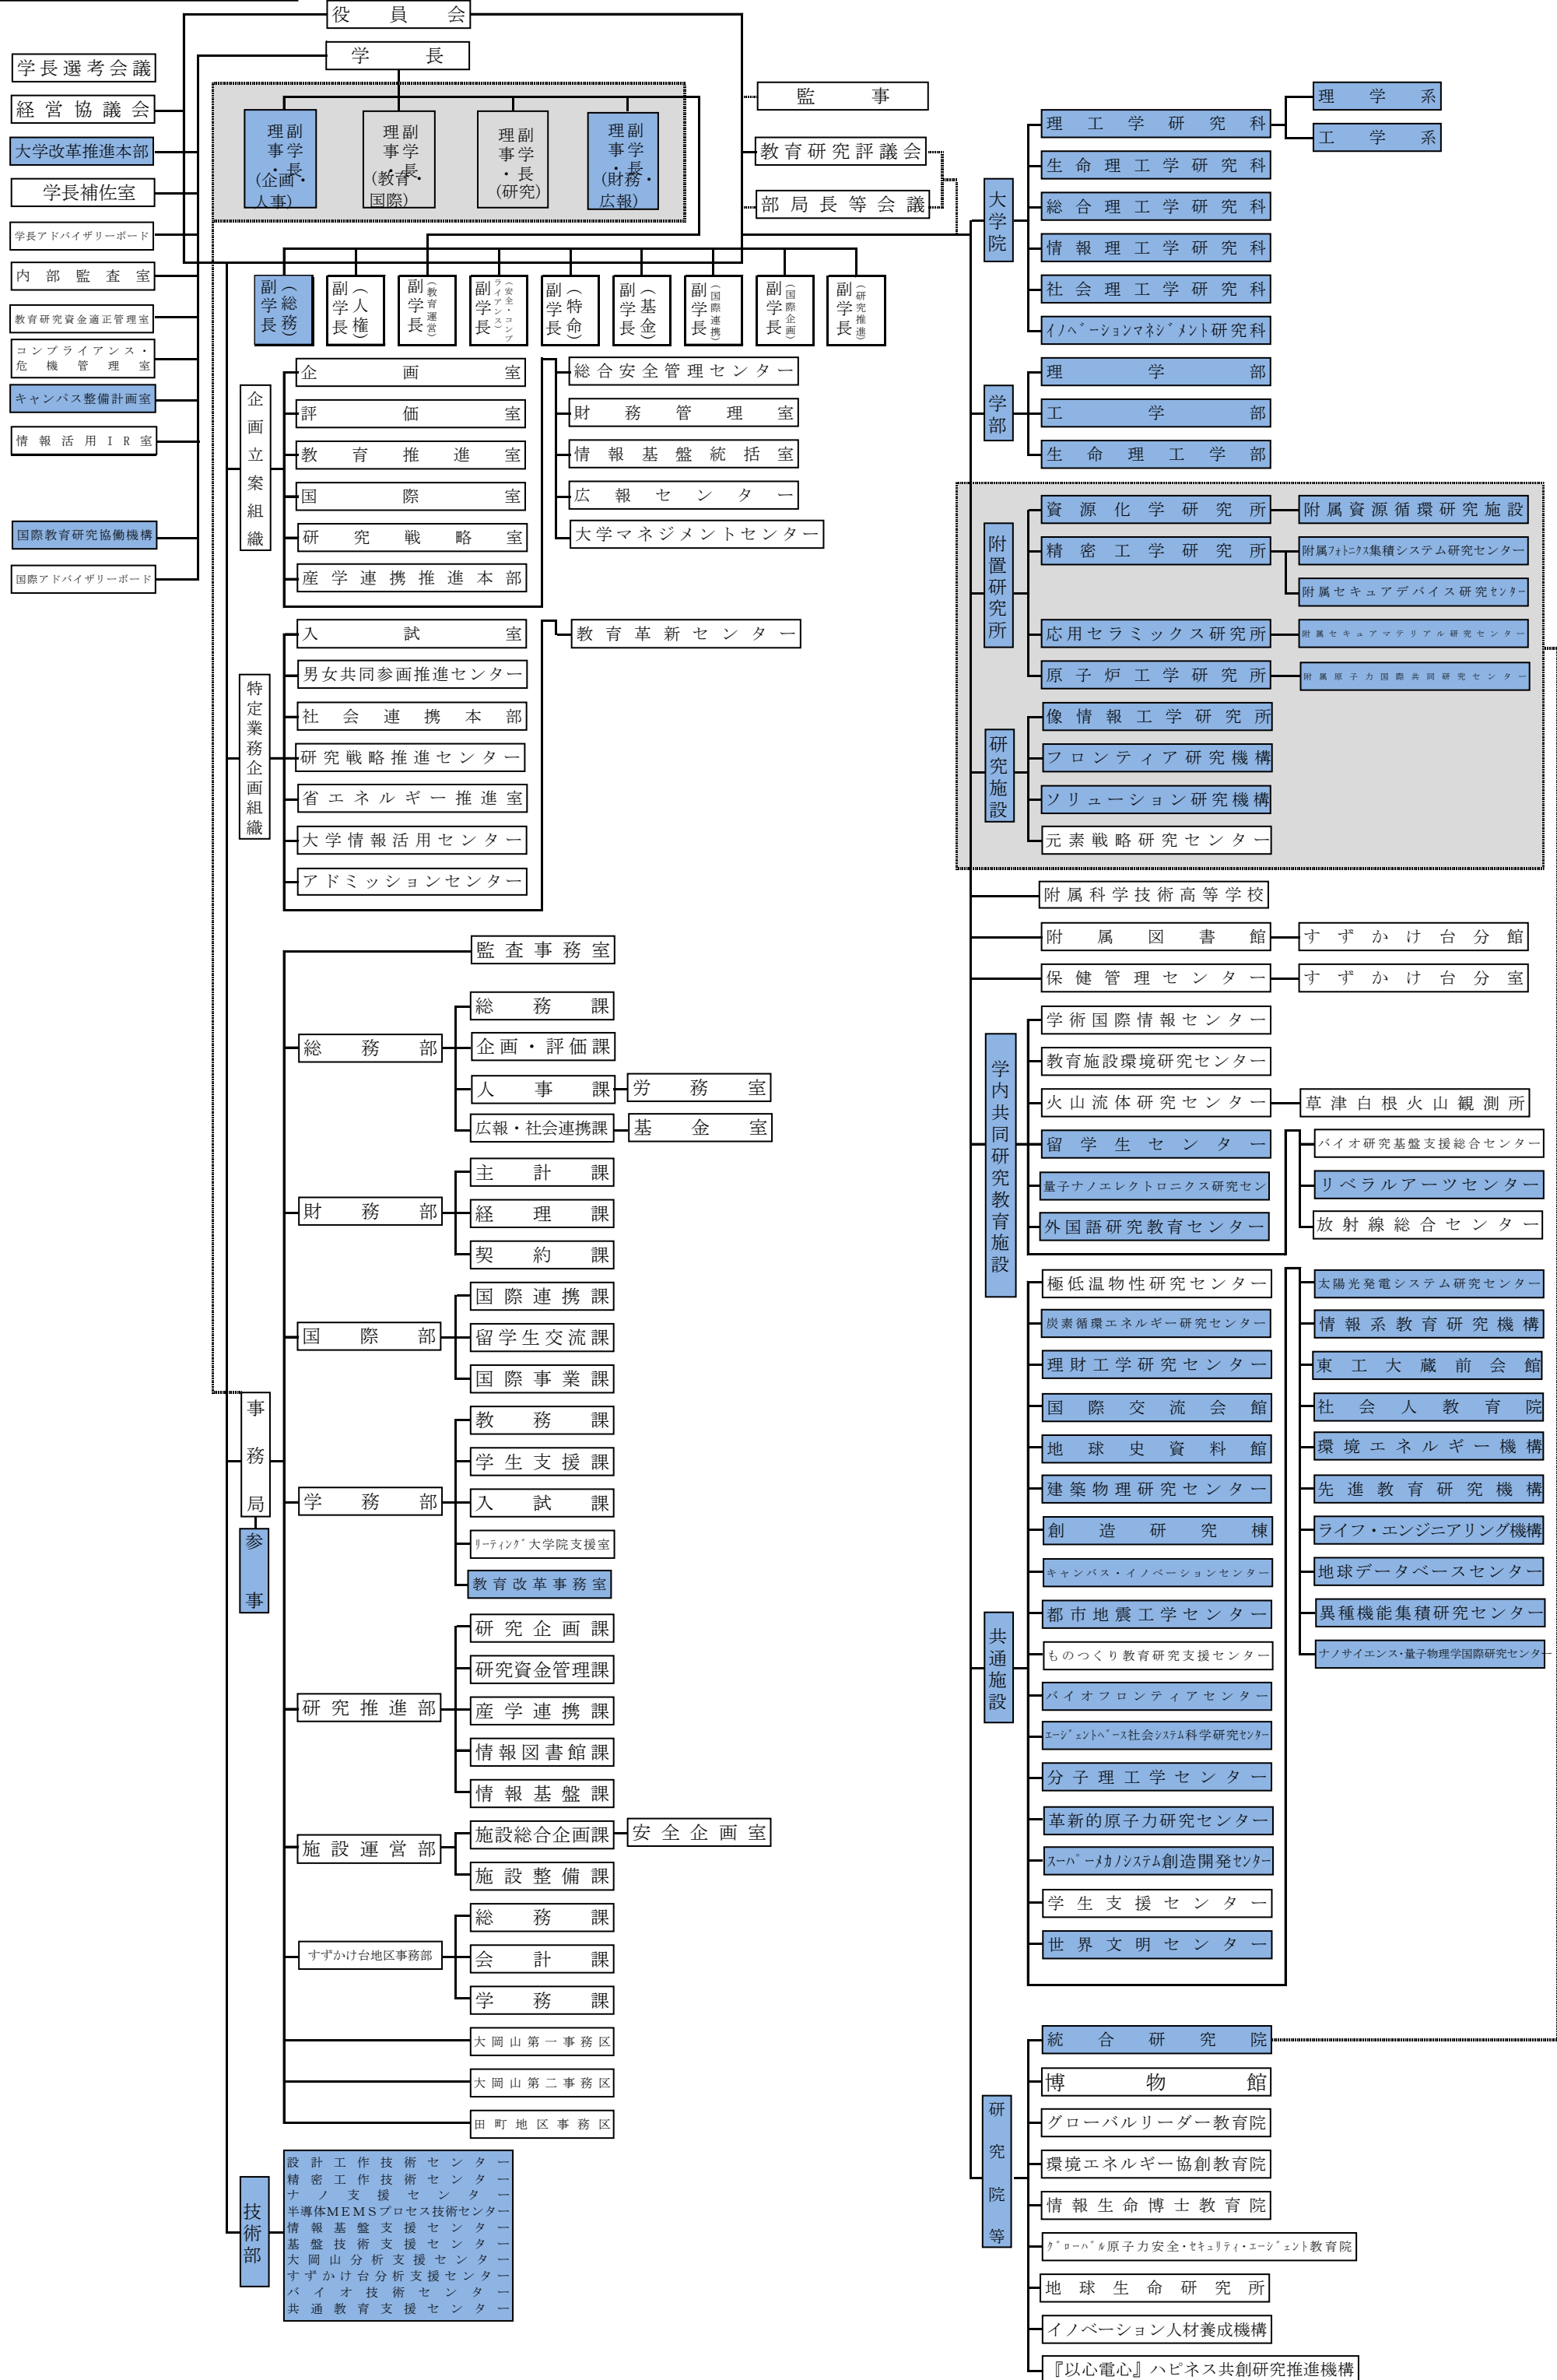 役員会
学長
学長選考会議
経営協議会
大学改革推進本部
学長補佐室
学長アドバイザリーボード
内部監査室
教育研究資金適正管理室
コンプライアンス・
危機管理室
キャンパス整備計画室
情報活用IR室
国際教育研究協働機構
国際アドバイザリーボード
理事・副学長
(企画・
人事)
理事・副学長
(教育・
国際)
理事・副学長
(研究)
理事・副学長
(財務・
広報)
監事
教育研究評議会
部局長等会議
副学長(総務)
副学長(人権)
副学長(教育運営)
副学長(安全・コンプライアンス)
副学長(特命)
副学長(基金)
副学長(国際連携)
副学長(国際企画)
副学長(研究推進)
企画立案組織
企画室
評価室
教育推進室
国際室
研究戦略室
産学連携推進本部
総合安全管理センター
財務管理室
情報基盤統括室
広報センター
大学マネジメントセンター
特定業務企画組織
入試室
男女共同参画推進センター
社会連携本部
研究戦略推進センター
省エネルギー推進室
大学情報活用センター
アドミッションセンター
教育革新センター
事務局
参事
監査事務室
総務部
総務課
企画・評価課
人事課
労務室
広報・社会連携課
基金室
財務部
主計課
経理課
契約課
国際部
国際連携課
留学生交流課
国際事業課
学務部
教務課
学生支援課
入試課
ﾘｰﾃｨﾝｸﾞ大学院支援室
教育改革事務室
研究推進部
研究企画課
研究資金管理課
産学連携課
情報図書館課
情報基盤課
施設運営部
施設総合企画課
安全企画室
施設整備課
すずかけ台地区事務部
総務課
会計課
学務課
大岡山第一事務区
大岡山第二事務区
田町地区事務区
技術部
設計工作技術センター
精密工作技術センター
ナノ支援センター
半導体MEMSプロセス技術センター
情報基盤支援センター
基盤技術支援センター
大岡山分析支援センター
すずかけ台分析支援センター
バイオ技術センター
共通教育支援センター
大学院
理工学研究科
理学系
工学系
生命理工学研究科
総合理工学研究科
情報理工学研究科
社会理工学研究科
ｲﾉﾍﾞｰｼｮﾝﾏﾈｼﾞﾒﾝﾄ研究科
学部
理学部
工学部
生命理工学部
附置研究所
資源化学研究所
附属資源循環研究施設
精密工学研究所
附属ﾌｫﾄﾆｸｽ集積システム研究センター
附属セキュアデバイス研究ｾﾝﾀｰ
応用セラミックス研究所
附属セキュアマテリアル研究センター
原子炉工学研究所
附属原子力国際共同研究センター
研究施設
像情報工学研究所
フロンティア研究機構
ソリューション研究機構
元素戦略研究センター
附属科学技術高等学校
附属図書館
すずかけ台分館
保健管理センター
すずかけ台分室
学内共同研究教育施設
学術国際情報センター
教育施設環境研究センター
火山流体研究センター
草津白根火山観測所
留学生センター
量子ナノエレクトロニクス研究セン
外国語研究教育センター
バイオ研究基盤支援総合センター
リベラルアーツセンター
放射線総合センター
共通施設
極低温物性研究センター
炭素循環エネルギー研究センター
理財工学研究センター
国際交流会館
地球史資料館
建築物理研究センター
創造研究棟
キャンパス・イノベーションセンター
都市地震工学センター
ものつくり教育研究支援センター
バイオフロンティアセンター
ｴｰｼﾞｪﾝﾄﾍﾞｰｽ社会ｼｽﾃﾑ科学研究ｾﾝﾀｰ
分子理工学センター
革新的原子力研究センター
ｽｰﾊﾟｰﾒｶﾉｼｽﾃﾑ創造開発ｾﾝﾀｰ
学生支援センター
世界文明センター
太陽光発電システム研究センター
情報系教育研究機構
東工大蔵前会館
社会人教育院
環境エネルギー機構
先進教育研究機構
ライフ・エンジニアリング機構
地球データベースセンター
異種機能集積研究センター
ナノサイエンス・量子物理学国際研究センター
研究院等
統合研究院
博物館
グローバルリーダー教育院
環境エネルギー協創教育院
情報生命博士教育院
ｸﾞﾛｰﾊﾞﾙ原子力安全・ｾｷｭﾘﾃｨ・ｴｰｼﾞｪﾝﾄ教育院
地球生命研究所
イノベーション人材養成機構
『以心電心』ハピネス共創研究推進機構